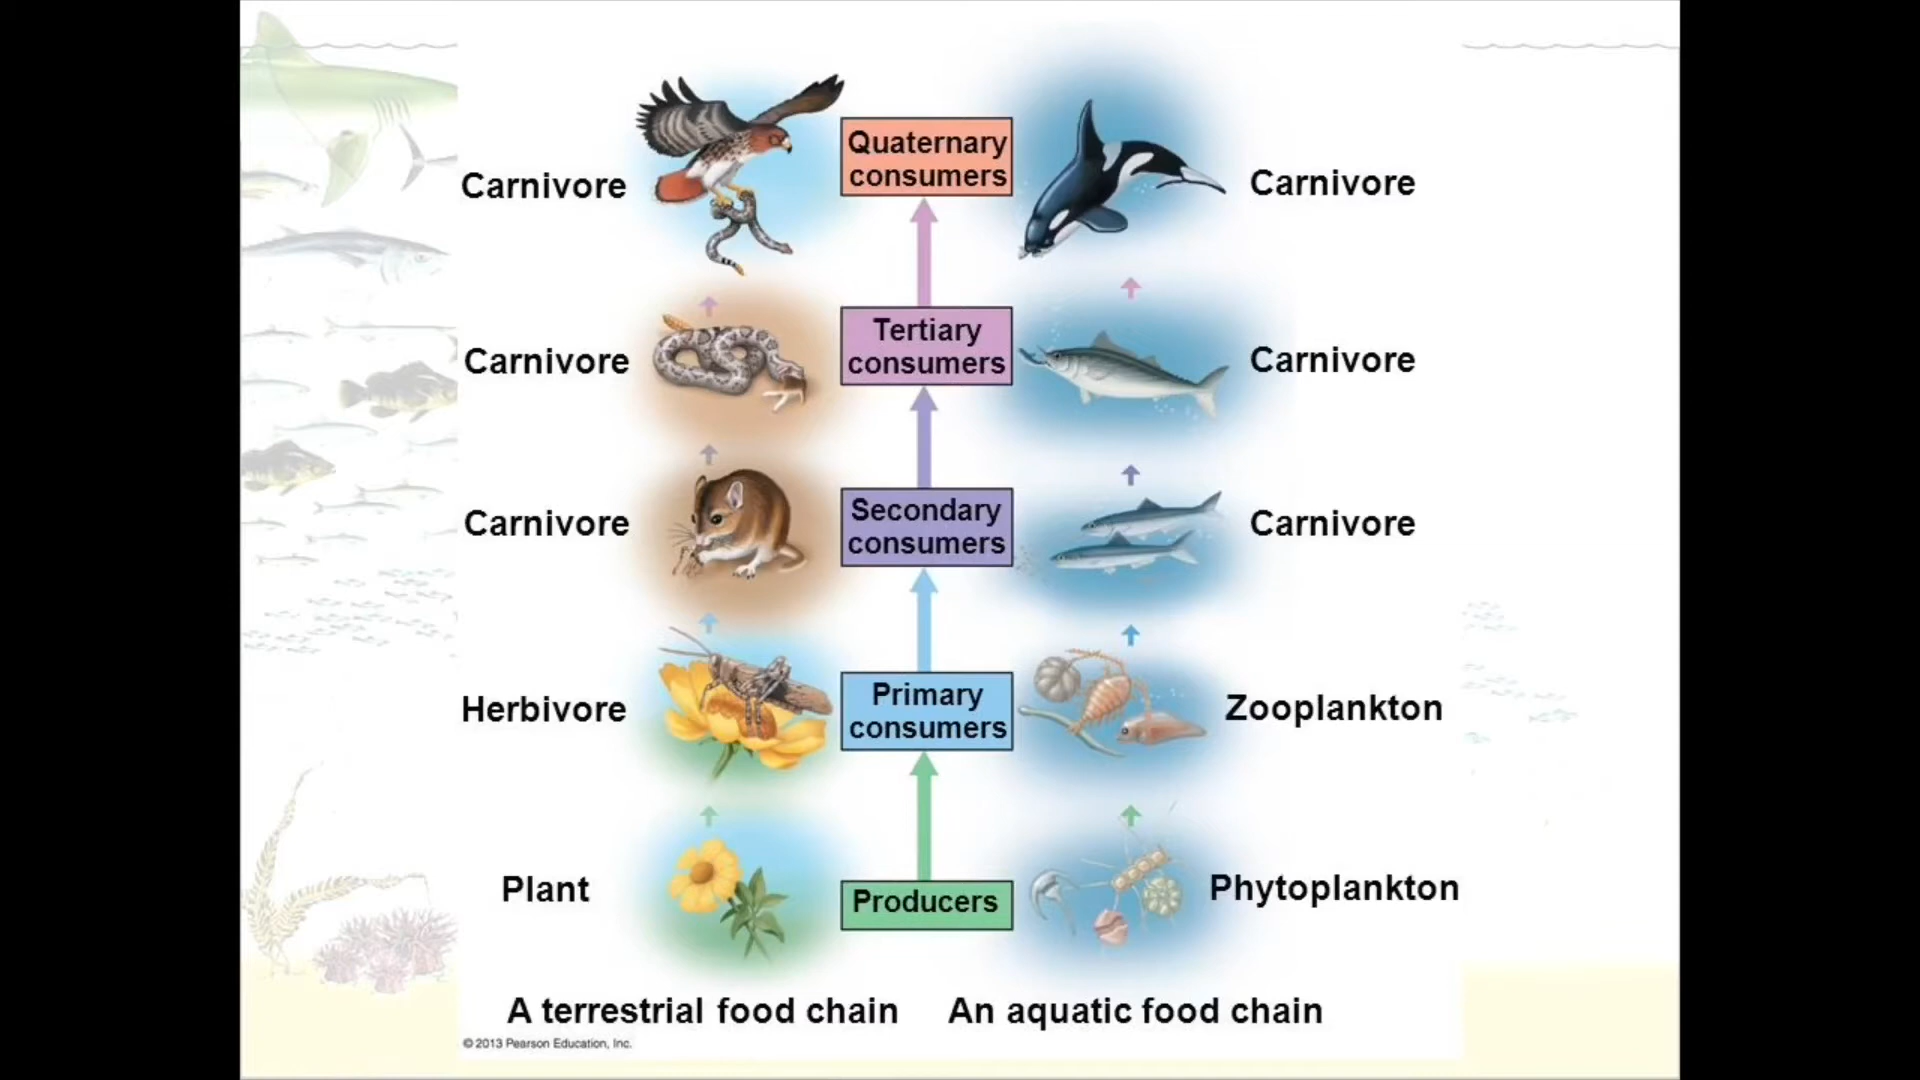 Carnivore
Quaternary
consumers
Carnivore
Carnivore
Tertiary
consumers
Carnivore
Carnivore
Secondary
consumers
Carnivore
Herbivore
Primary
consumers
Zooplankton
Plant
Producers
Phytoplankton
A terrestrial food chain
An aquatic food chain
© 2013 Pearson Education, Inc.